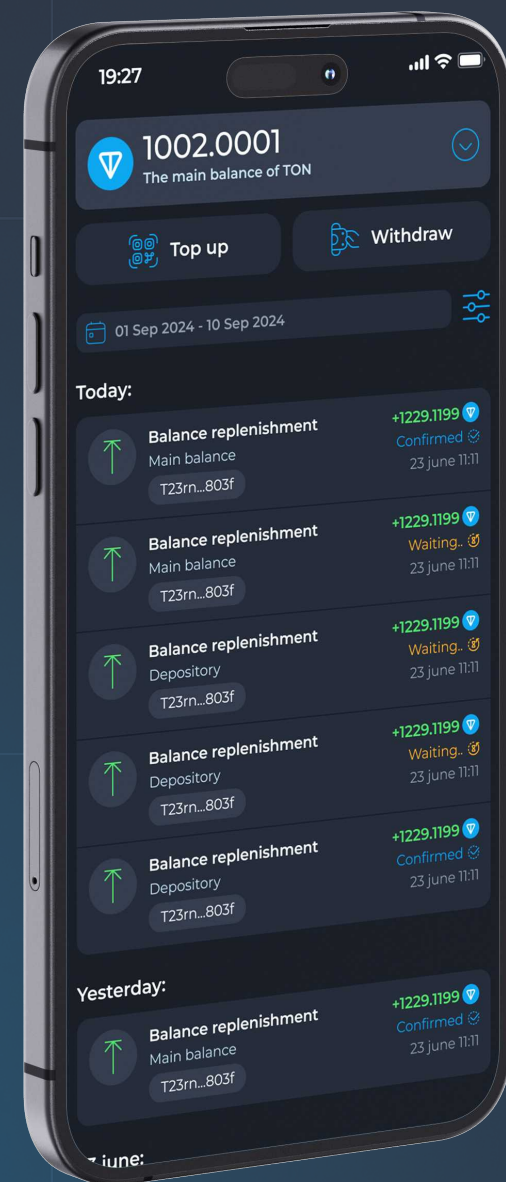 19:27
1002.0001
The main balance of TON
Top up
Withdraw
01 Sep 2024 - 10 Sep 2024
Today:
Balance replenishment
+1229.1199
Main balance
Confirmed
T23rn...803f
23 june 11:11
Balance replenishment
+1229.1199
Main balance
Waiting..
T23rn...803f
23 june 11:11
Balance replenishment
+1229.1199
Depository
Waiting..
T23rn...803f
23 june 11:11
Balance replenishment
+1229.1199
Depository
Waiting..
T23rn...803f
23 june 11:11
Balance replenishment
+1229.1199
Depository
Confirmed
T23rn...803f
23 june 11:11
Yesterday:
Balance replenishment
+1229.1199
Main balance
Confirmed
T23rn...803f
23 june 11:11
june: